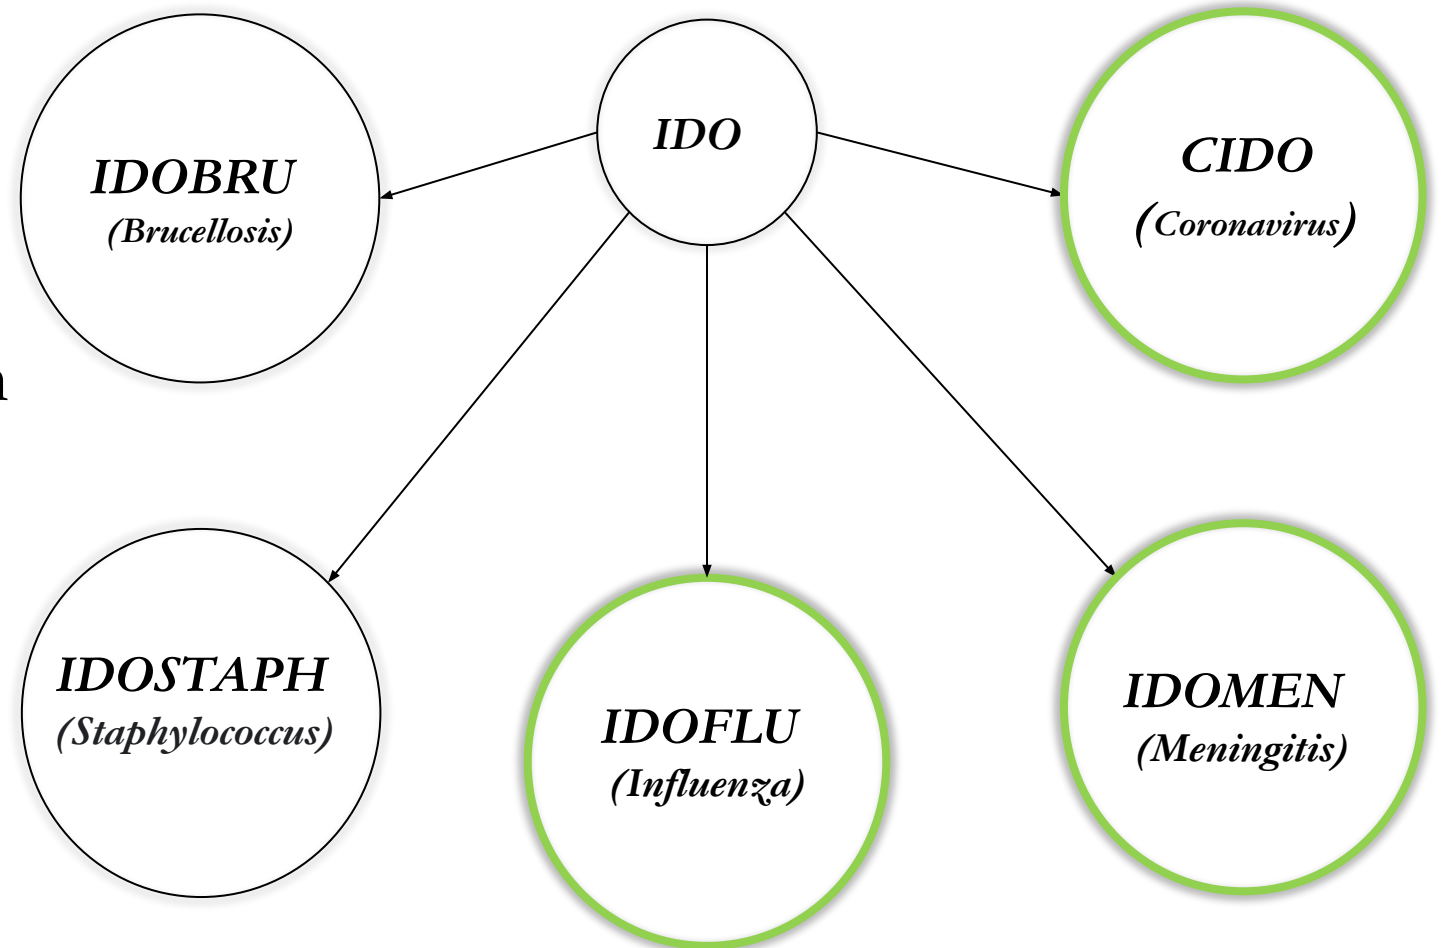 IDO
IDOBRU
(Brucellosis)
CIDO
(Coronavirus)
IDOSTAPH
(Staphylococcus)
IDOFLU
(Influenza)
IDOMEN
(Meningitis)